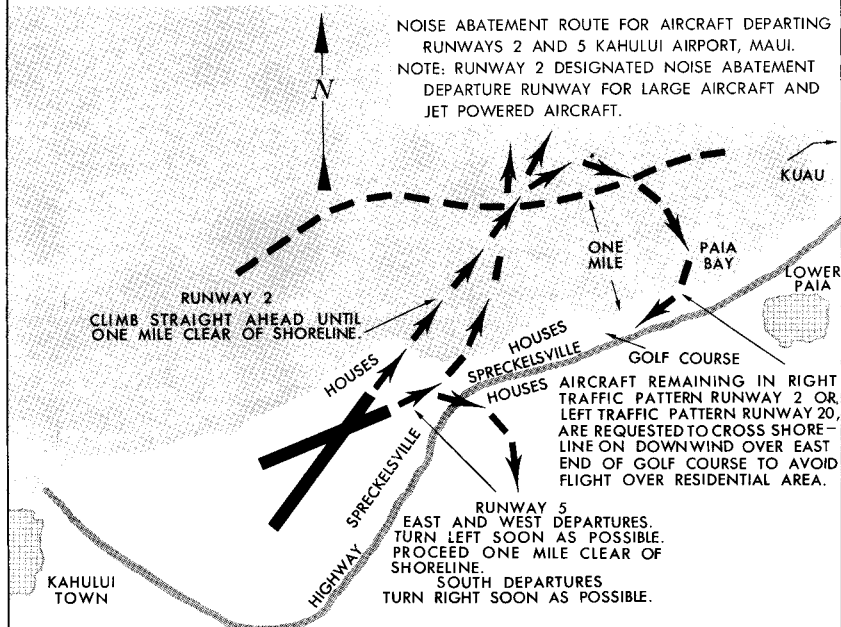 NOISE ABATEMENT ROUTE FOR AIRCRAFT DEPARTING
RUNWAYS 2 AND 5 KAHULUI AIRPORT, MAUI.
NOTE: RUNWAY 2 DESIGNATED NOISE ABATEMENT
DEPARTURE RUNWAY FOR LARGE AIRCRAFT AND
JET POWERED AIRCRAFT.
N
KUAU
ONE
MILE
PAIA
BAY
LOWER
PAIA
RUNWAY 2
CLIMB STRAIGHT AHEAD UNTIL
ONE MILE CLEAR OF SHORELINE.
HOUSES
HOUSES
SPRECKELSVILLE
HOUSES
GOLF COURSE
AIRCRAFT REMAINING IN RIGHT
TRAFFIC PATTERN RUNWAY 2 OR,
LEFT TRAFFIC PATTERN RUNWAY 20,
ARE REQUESTED TO CROSS SHORE-
LINE ON DOWNWIND OVER EAST
END OF GOLF COURSE TO AVOID
FLIGHT OVER RESIDENTIAL AREA.
SPRECKELSVILLE
HIGHWAY
RUNWAY 5
EAST AND WEST DEPARTURES.
TURN LEFT SOON AS POSSIBLE.
PROCEED ONE MILE CLEAR OF
SHORELINE.
SOUTH DEPARTURES
TURN RIGHT SOON AS POSSIBLE.
KAHULUI
TOWN